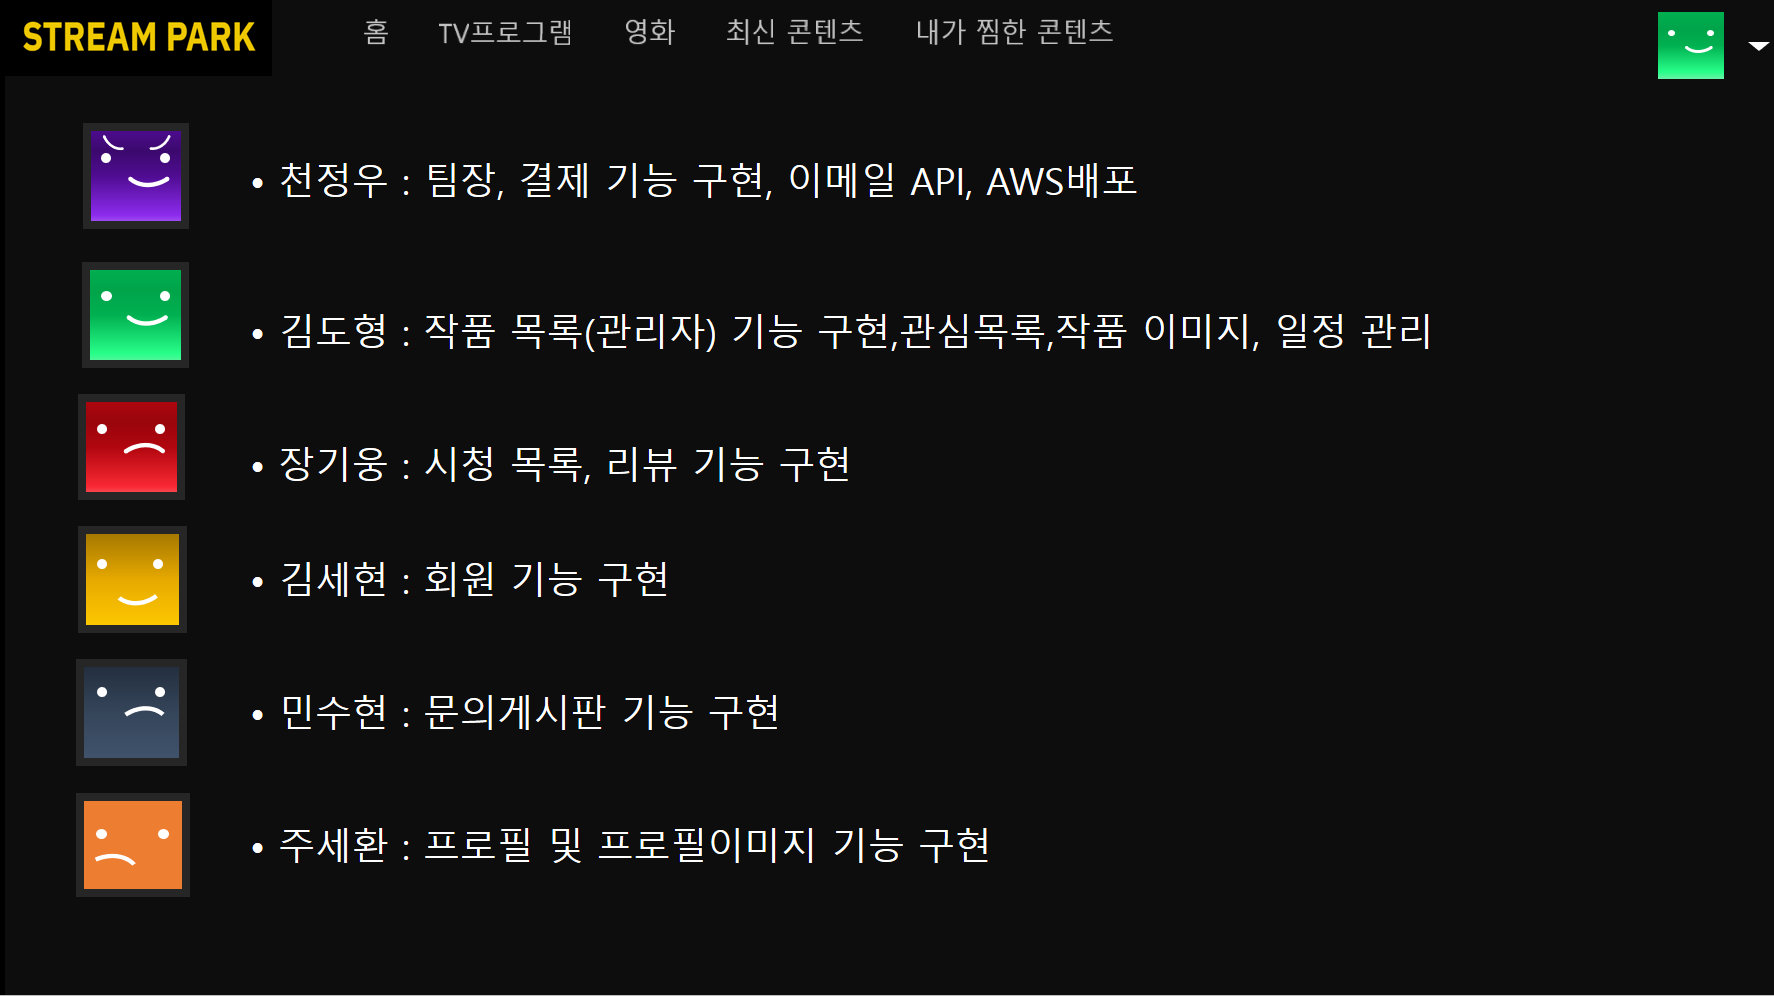 STREAM PARK 홈 TV프로그램 영화 최신 콘텐츠 내가 찜한 콘텐츠
• 천정우 : 팀장, 결제 기능 구현, 이메일 API, AWS배포
• 김도형 : 작품 목록(관리자) 기능 구현,관심목록,작품 이미지, 일정 관리
• 장기웅 : 시청 목록, 리뷰 기능 구현
• 김세현 : 회원 기능 구현
• 민수현 : 문의게시판 기능 구현
• 주세환 : 프로필 및 프로필이미지 기능 구현